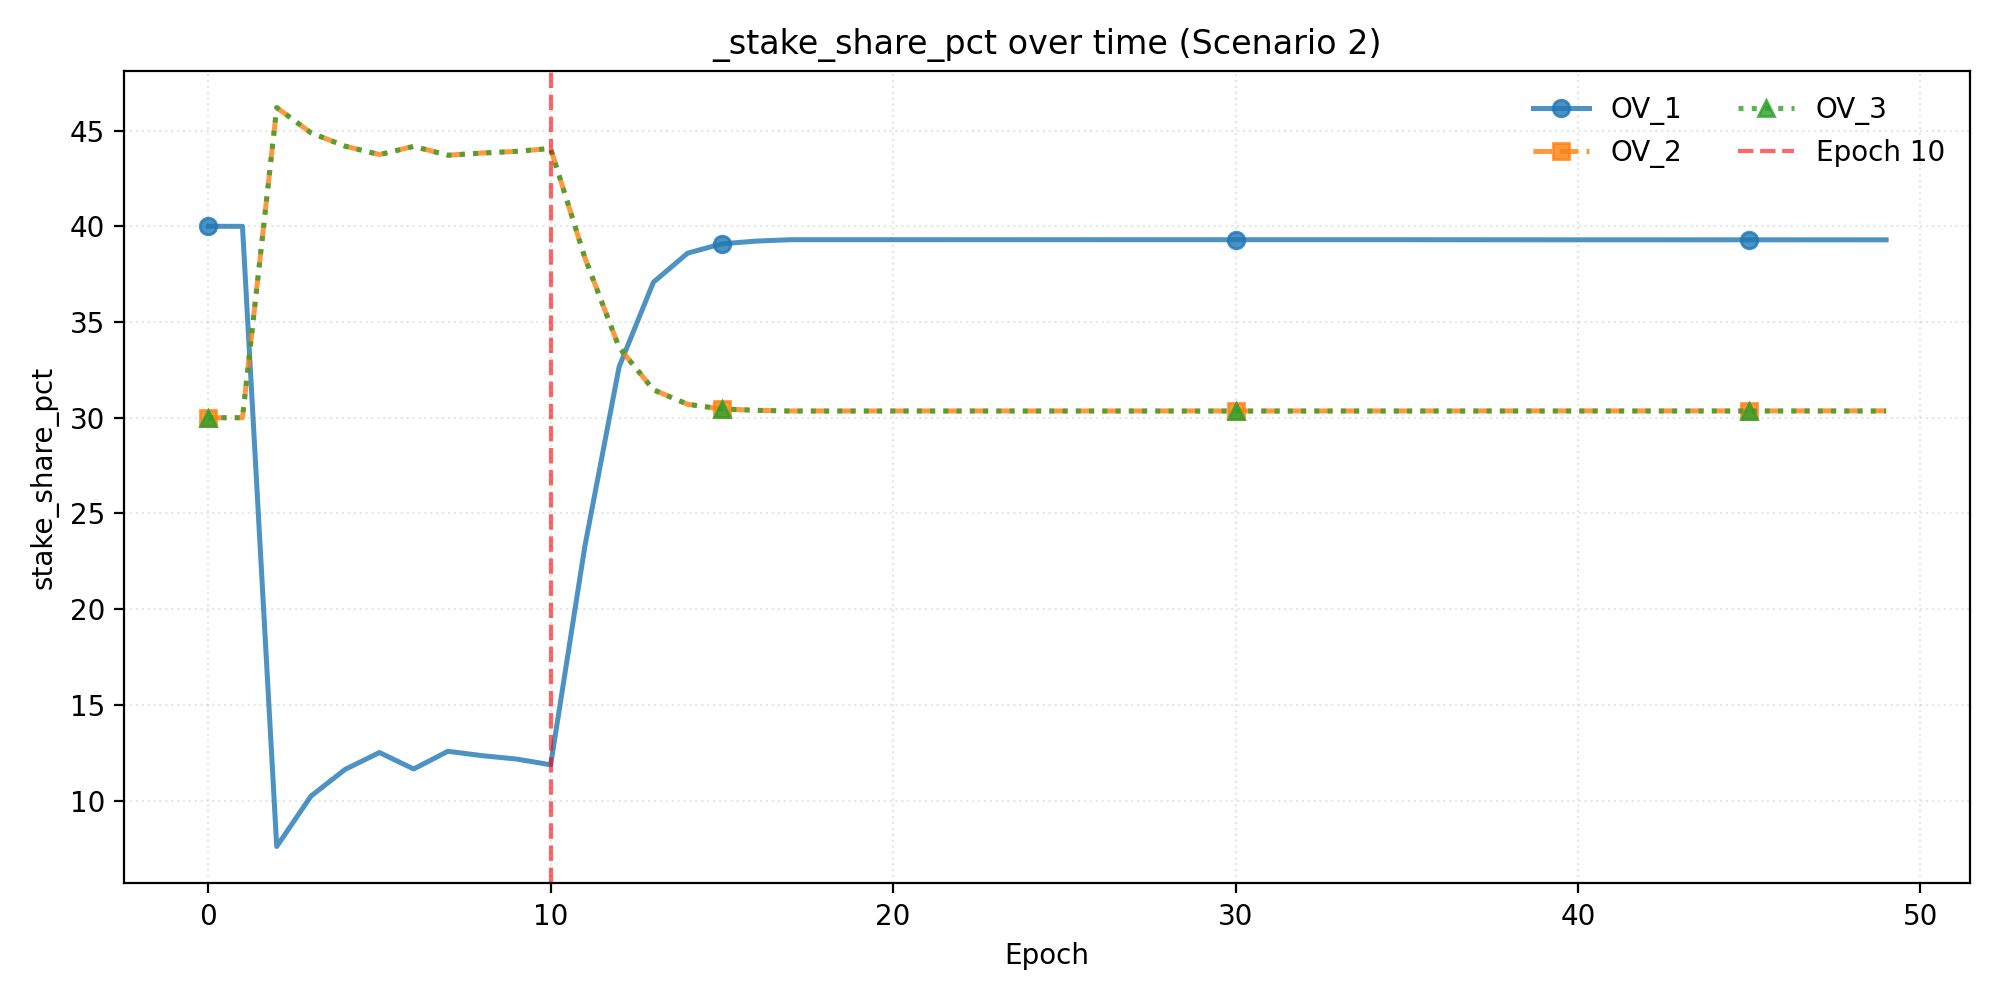 _stake_share_pct over time (Scenario 2)
stake_share_pct
45
40
35
30
25
20
15
10
0
10
20
30
40
50
Epoch
OV_1
OV_2
OV_3
Epoch 10